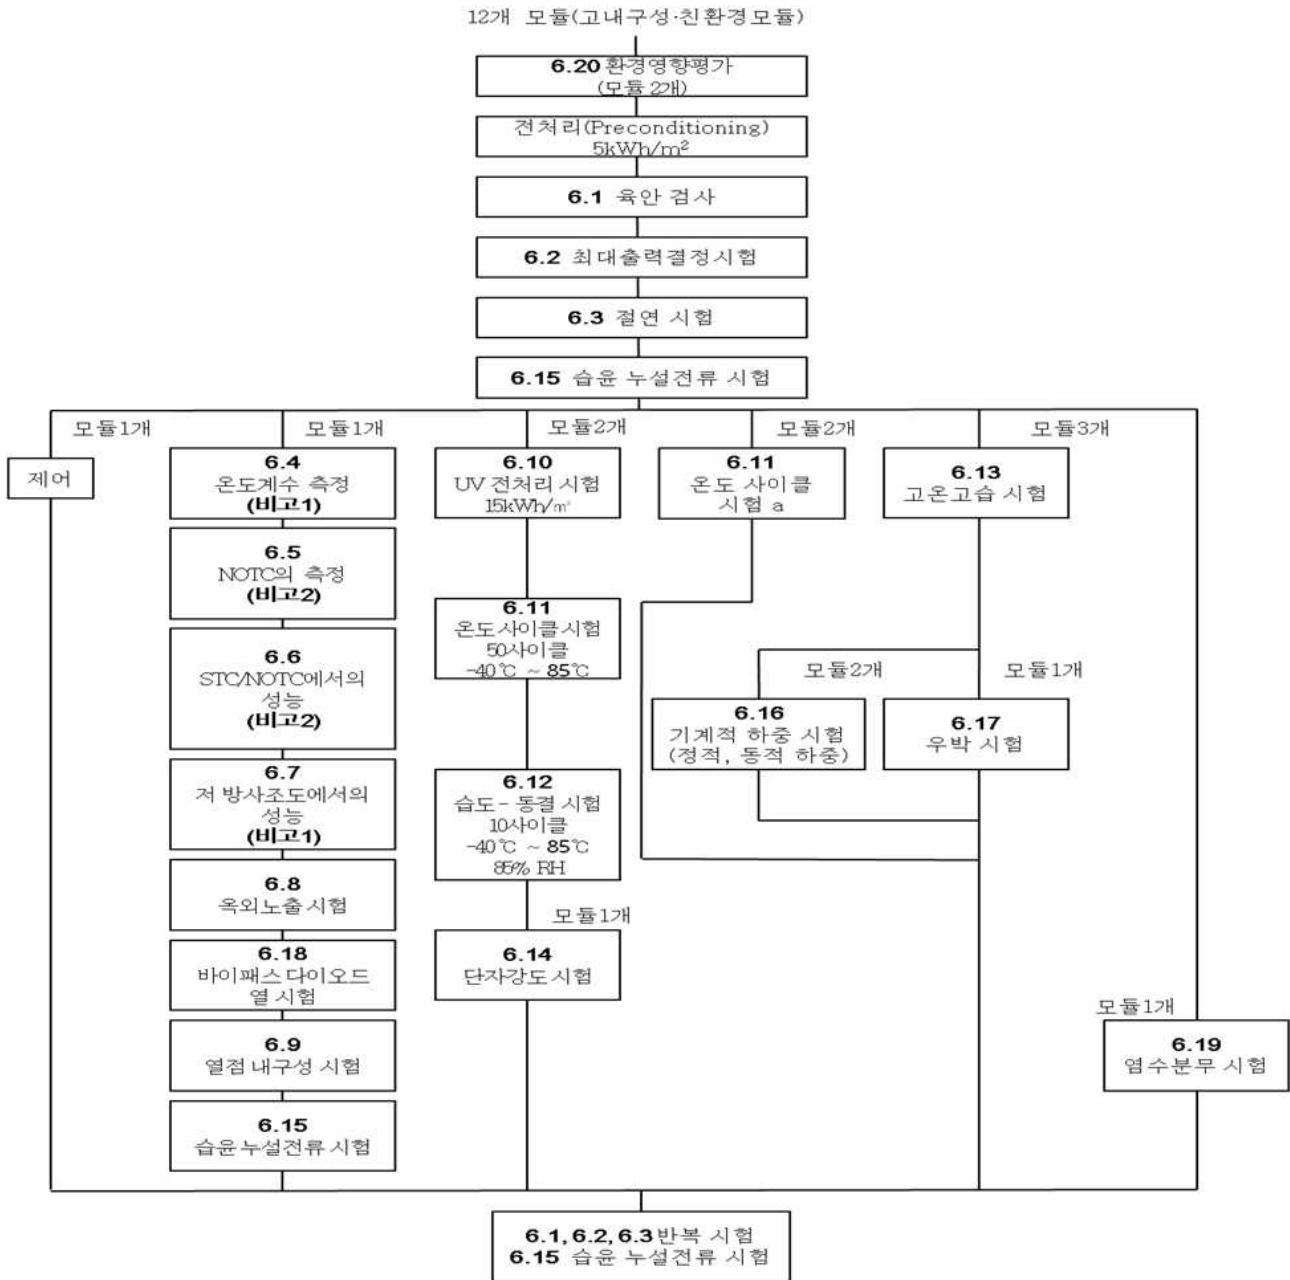 12개 모듈(고내구성·친환경모듈)
6.20 환경영향평가
(모듈 2개)
전처리(Preconditioning)
5kWh/m²
6.1 육안 검사
6.2 최대출력결정시험
6.3 절연 시험
6.15 습윤 누설전류 시험
모듈1개
제어
모듈1개
6.4
온도계수 측정
(비고1)
6.5
NOTC의 측정
(비고2)
6.6
STC/NOTC에서의
성능
(비고2)
6.7
저 방사조도에서의
성능
(비고1)
6.8
옥외노출시험
6.18
바이패스다이오드
열 시험
6.9
열점 내구성 시험
6.15
습윤누설전류 시험
모듈2개
6.10
UV 전처리 시험
15kWh/㎡
6.11
온도사이클시험
50사이클
-40℃ ~ 85℃
6.12
습도 - 동결 시험
10사이클
-40℃ ~ 85℃
85% RH
모듈1개
6.14
단자강도시험
모듈2개
6.11
온도 사이클
시험 a
모듈3개
6.13
고온고습 시험
모듈2개
6.16
기계적 하중 시험
(정적, 동적 하중)
모듈1개
6.17
우박 시험
모듈1개
6.19
염수분무 시험
6.1, 6.2, 6.3 반복 시험
6.15 습윤 누설전류 시험